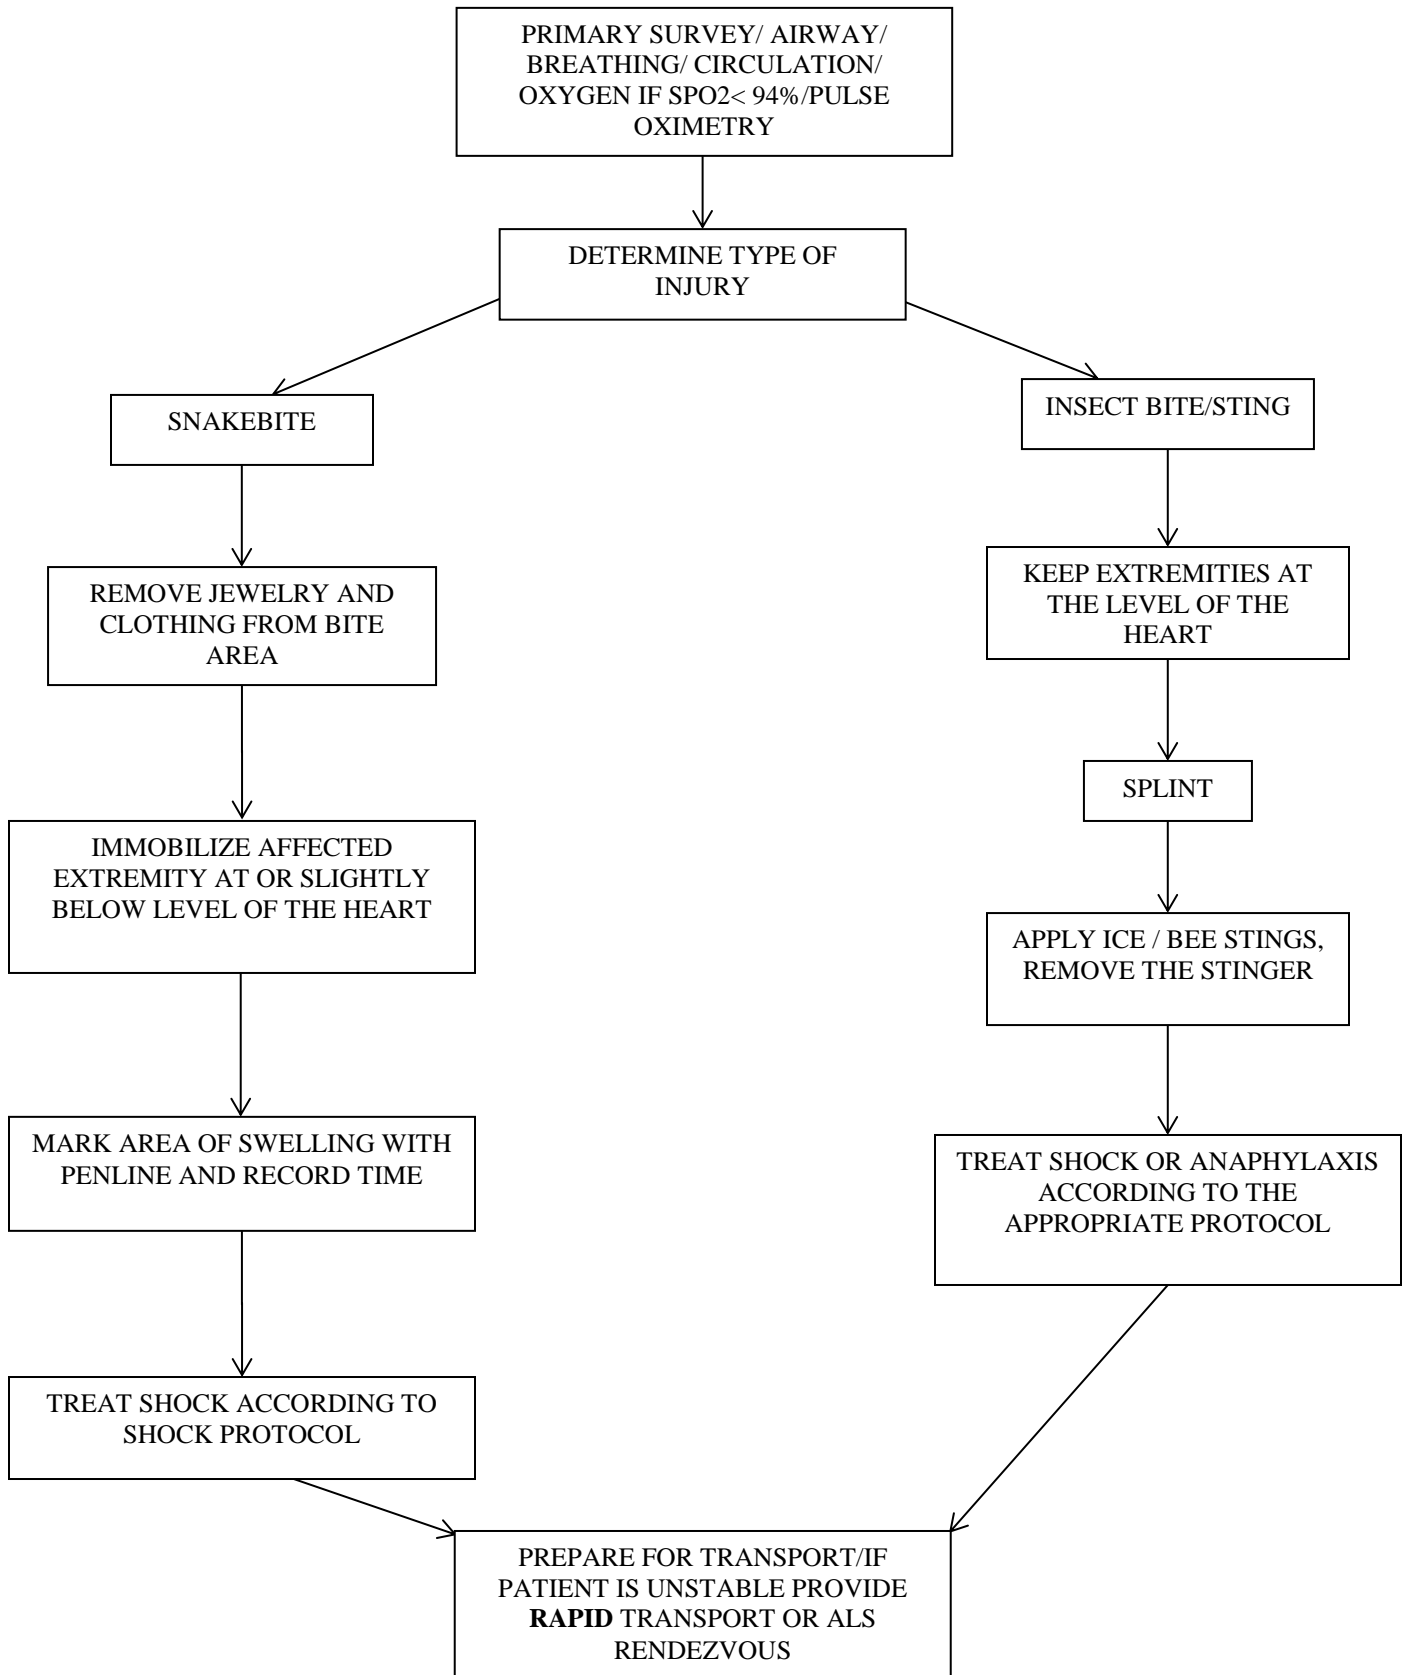 PRIMARY SURVEY/ AIRWAY/
BREATHING/ CIRCULATION/
OXYGEN IF SPO2< 94%/PULSE
OXIMETRY
DETERMINE TYPE OF
INJURY
SNAKEBITE
REMOVE JEWELRY AND
CLOTHING FROM BITE
AREA
IMMOBILIZE AFFECTED
EXTREMITY AT OR SLIGHTLY
BELOW LEVEL OF THE HEART
MARK AREA OF SWELLING WITH
PENLINE AND RECORD TIME
TREAT SHOCK ACCORDING TO
SHOCK PROTOCOL
INSECT BITE/STING
KEEP EXTREMITIES AT
THE LEVEL OF THE
HEART
SPLINT
APPLY ICE / BEE STINGS,
REMOVE THE STINGER
TREAT SHOCK OR ANAPHYLAXIS
ACCORDING TO THE
APPROPRIATE PROTOCOL
PREPARE FOR TRANSPORT/IF
PATIENT IS UNSTABLE PROVIDE
RAPID TRANSPORT OR ALS
RENDEZVOUS